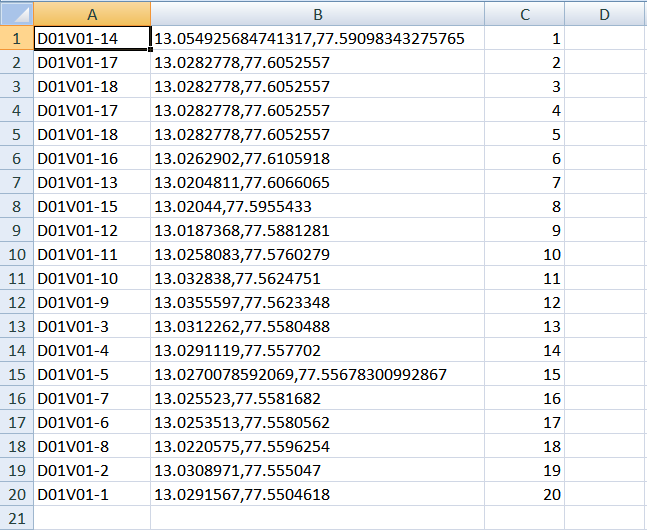 A B C D
1 D01V01-14 13.054925684741317,77.59098343275765 1
2 D01V01-17 13.0282778,77.6052557 2
3 D01V01-18 13.0282778,77.6052557 3
4 D01V01-17 13.0282778,77.6052557 4
5 D01V01-18 13.0282778,77.6052557 5
6 D01V01-16 13.0262902,77.6105918 6
7 D01V01-13 13.0204811,77.6066065 7
8 D01V01-15 13.02044,77.5955433 8
9 D01V01-12 13.0187368,77.5881281 9
10 D01V01-11 13.0258083,77.5760279 10
11 D01V01-10 13.032838,77.5624751 11
12 D01V01-9 13.0355597,77.5623348 12
13 D01V01-3 13.0312262,77.5580488 13
14 D01V01-4 13.0291119,77.557702 14
15 D01V01-5 13.0270078592069,77.55678300992867 15
16 D01V01-7 13.025523,77.5581682 16
17 D01V01-6 13.0253513,77.5580562 17
18 D01V01-8 13.0220575,77.5596254 18
19 D01V01-2 13.0308971,77.555047 19
20 D01V01-1 13.0291567,77.5504618 20
21